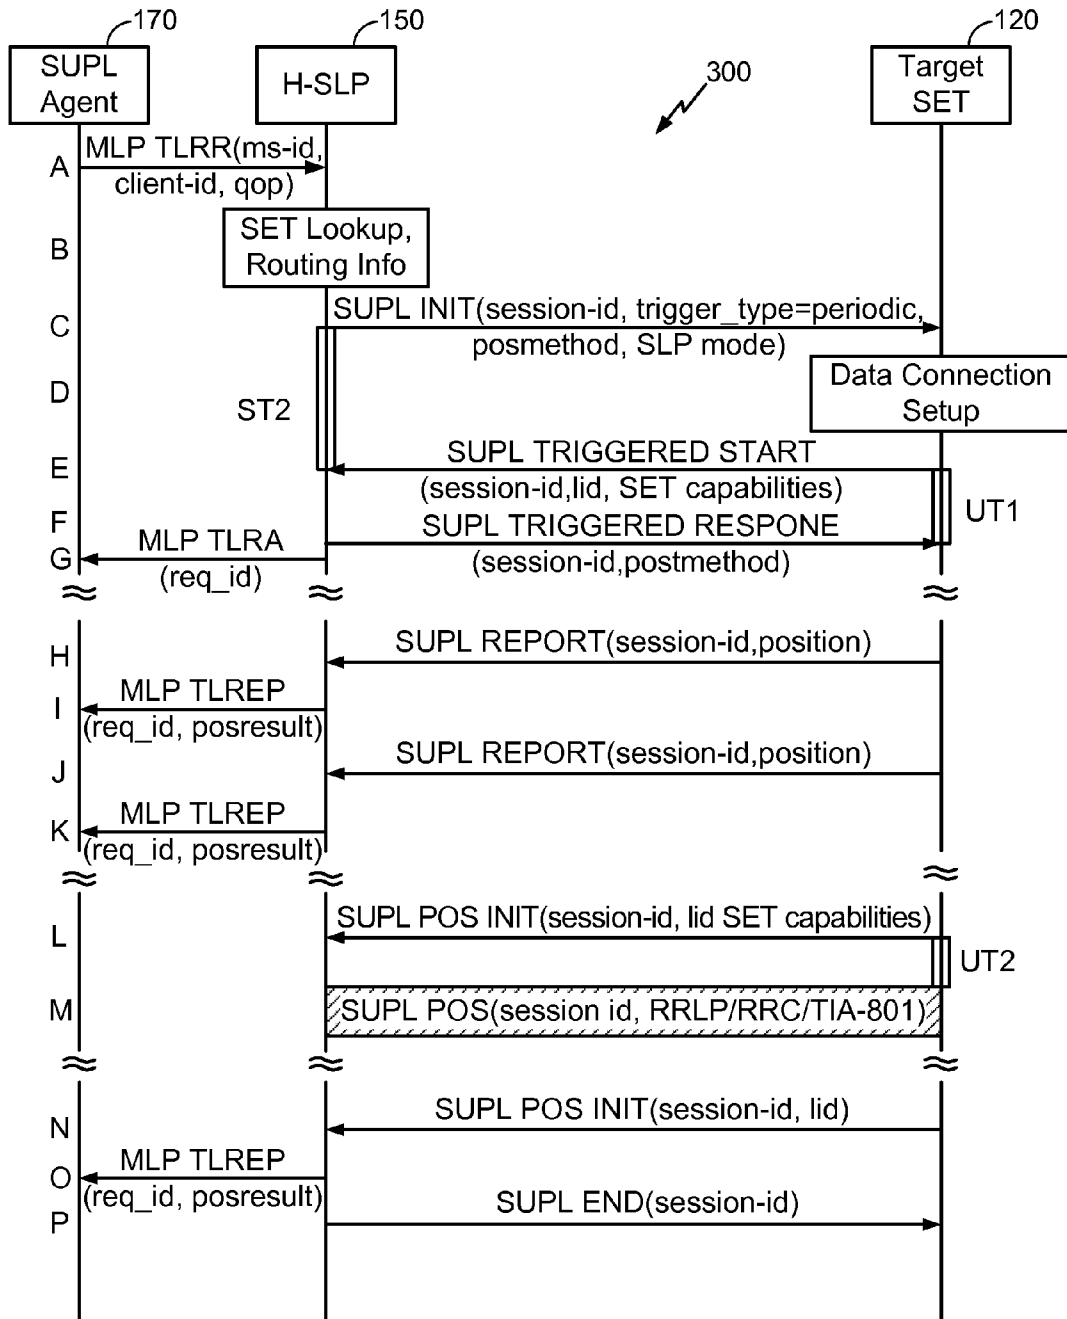 170
150
120
SUPL
Agent
H-SLP
Target
SET
300
A
MLP TLRR(ms-id,
client-id, qop)
B
SET Lookup,
Routing Info
C
SUPL INIT(session-id, trigger_type=periodic,
posmethod, SLP mode)
D
ST2
Data Connection
Setup
E
SUPL TRIGGERED START
(session-id,lid, SET capabilities)
UT1
F
SUPL TRIGGERED RESPONE
(session-id,postmethod)
G
MLP TLRA
(req_id)
H
SUPL REPORT(session-id,position)
I
MLP TLREP
(req_id, posresult)
J
SUPL REPORT(session-id,position)
K
MLP TLREP
(req_id, posresult)
L
SUPL POS INIT(session-id, lid SET capabilities)
UT2
M
SUPL POS(session id, RRLP/RRC/TIA-801)
N
SUPL POS INIT(session-id, lid)
O
MLP TLREP
(req_id, posresult)
P
SUPL END(session-id)